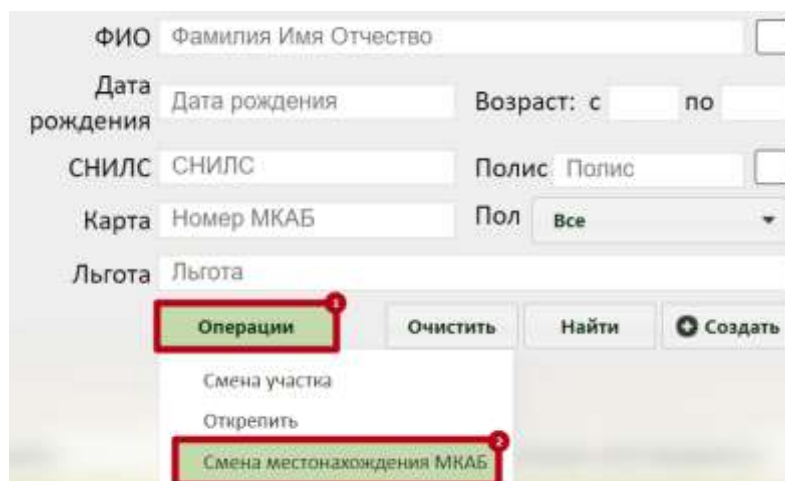 ФИО Фамилия Имя Отчество
Дата рождения Дата рождения Возраст: с по
СНИЛС СНИЛС Полис Полис
Карта Номер МКАБ Пол Все
Льгота Льгота
1
Операции Очистить Найти Создать
Смена участка
Открепить
2
Смена местонахождения МКАБ